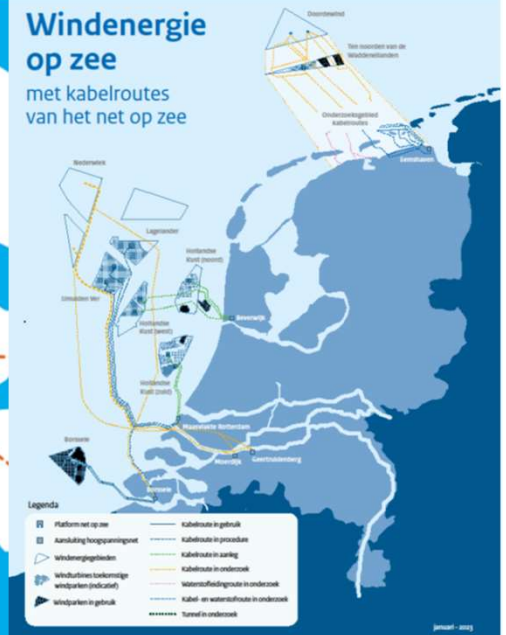 Windenergie
op zee
met kabelroutes
van het net op zee
Doordewind
Ten noorden van de
Waddeneilanden
Onderzoeksgebied
kabelroutes
Eemshaven
Nederwiek
Lagelander
Hollandse
Kust (noord)
IJmuiden Ver
Beverwijk
Hollandse
Kust (west)
Hollandse
Kust (zuid)
Maasvlakte Rotterdam
Borssele
Moerdijk
Geertruidenberg
Borssele
Legenda
Platform net op zee
Aansluiting hoogspanningsnet
Windenergiegebieden
Windturbines toekomstige
windparken (indicatief)
Windparken in gebruik
Kabelroute in gebruik
Kabelroute in procedure
Kabelroute in aanleg
Kabelroute in onderzoek
Waterstofleidingroute in onderzoek
Kabel- en waterstofroute in onderzoek
Tunnel in onderzoek
januari - 2025